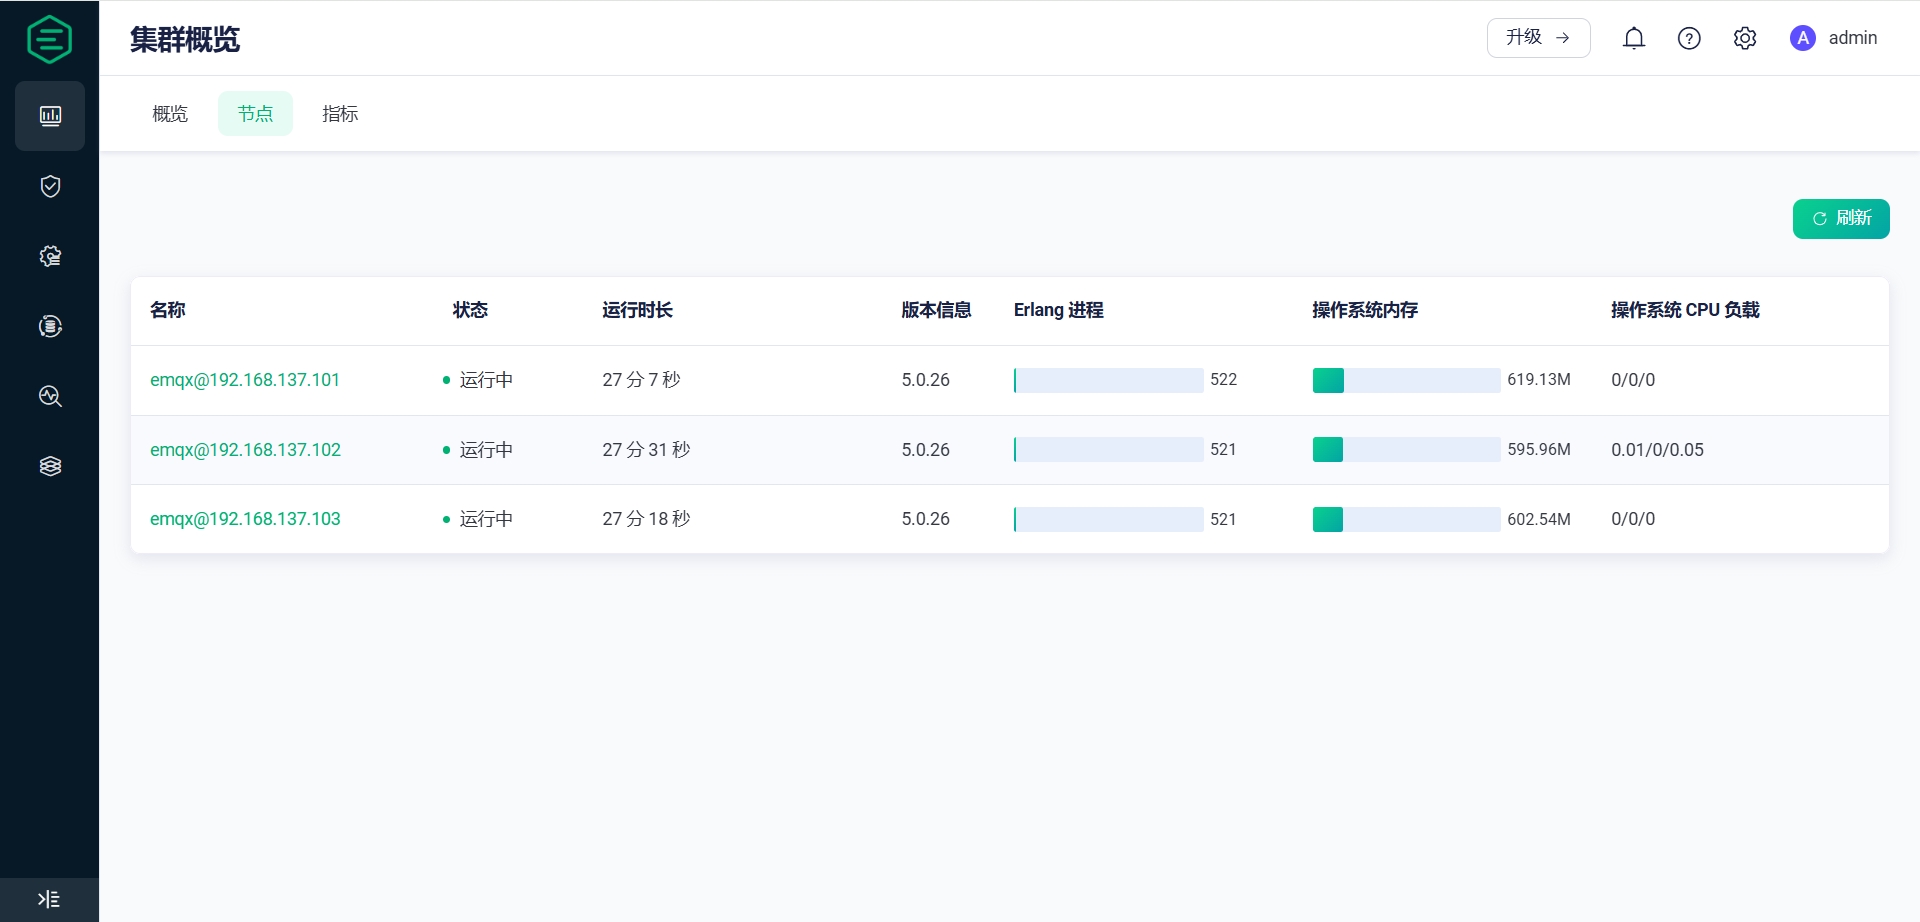 集群概览
升级
?
A
admin
概览 节点 指标
刷新
名称 状态 运行时长 版本信息 Erlang 进程 操作系统内存 操作系统 CPU 负载
emqx@192.168.137.101 运行中 27 分 7 秒 5.0.26 522 619.13M 0/0/0
emqx@192.168.137.102 运行中 27 分 31 秒 5.0.26 521 595.96M 0.01/0/0.05
emqx@192.168.137.103 运行中 27 分 18 秒 5.0.26 521 602.54M 0/0/0